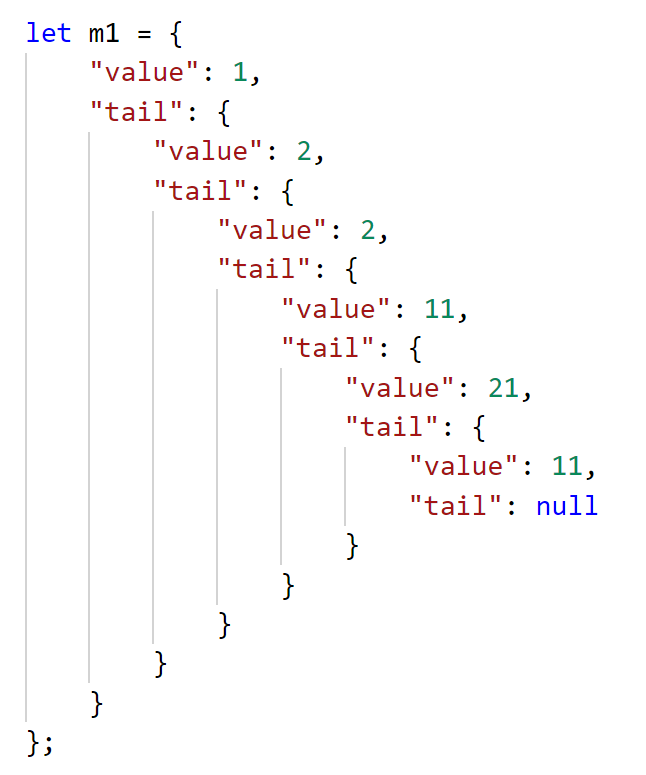 let m1 = {
    "value": 1,
    "tail": {
        "value": 2,
        "tail": {
            "value": 2,
            "tail": {
                "value": 11,
                "tail": {
                    "value": 21,
                    "tail": {
                        "value": 11,
                        "tail": null
                    }
                }
            }
        }
    }
};